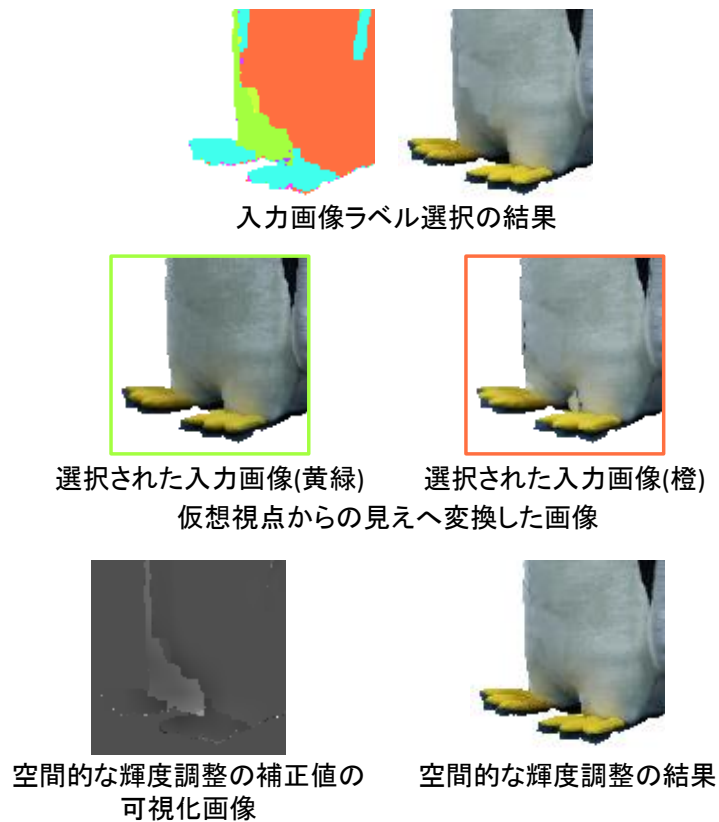 入力画像ラベル選択の結果
選択された入力画像(黄緑)
選択された入力画像(橙)
仮想視点からの見えへ変換した画像
空間的な輝度調整の補正値の
可視化画像
空間的な輝度調整の結果